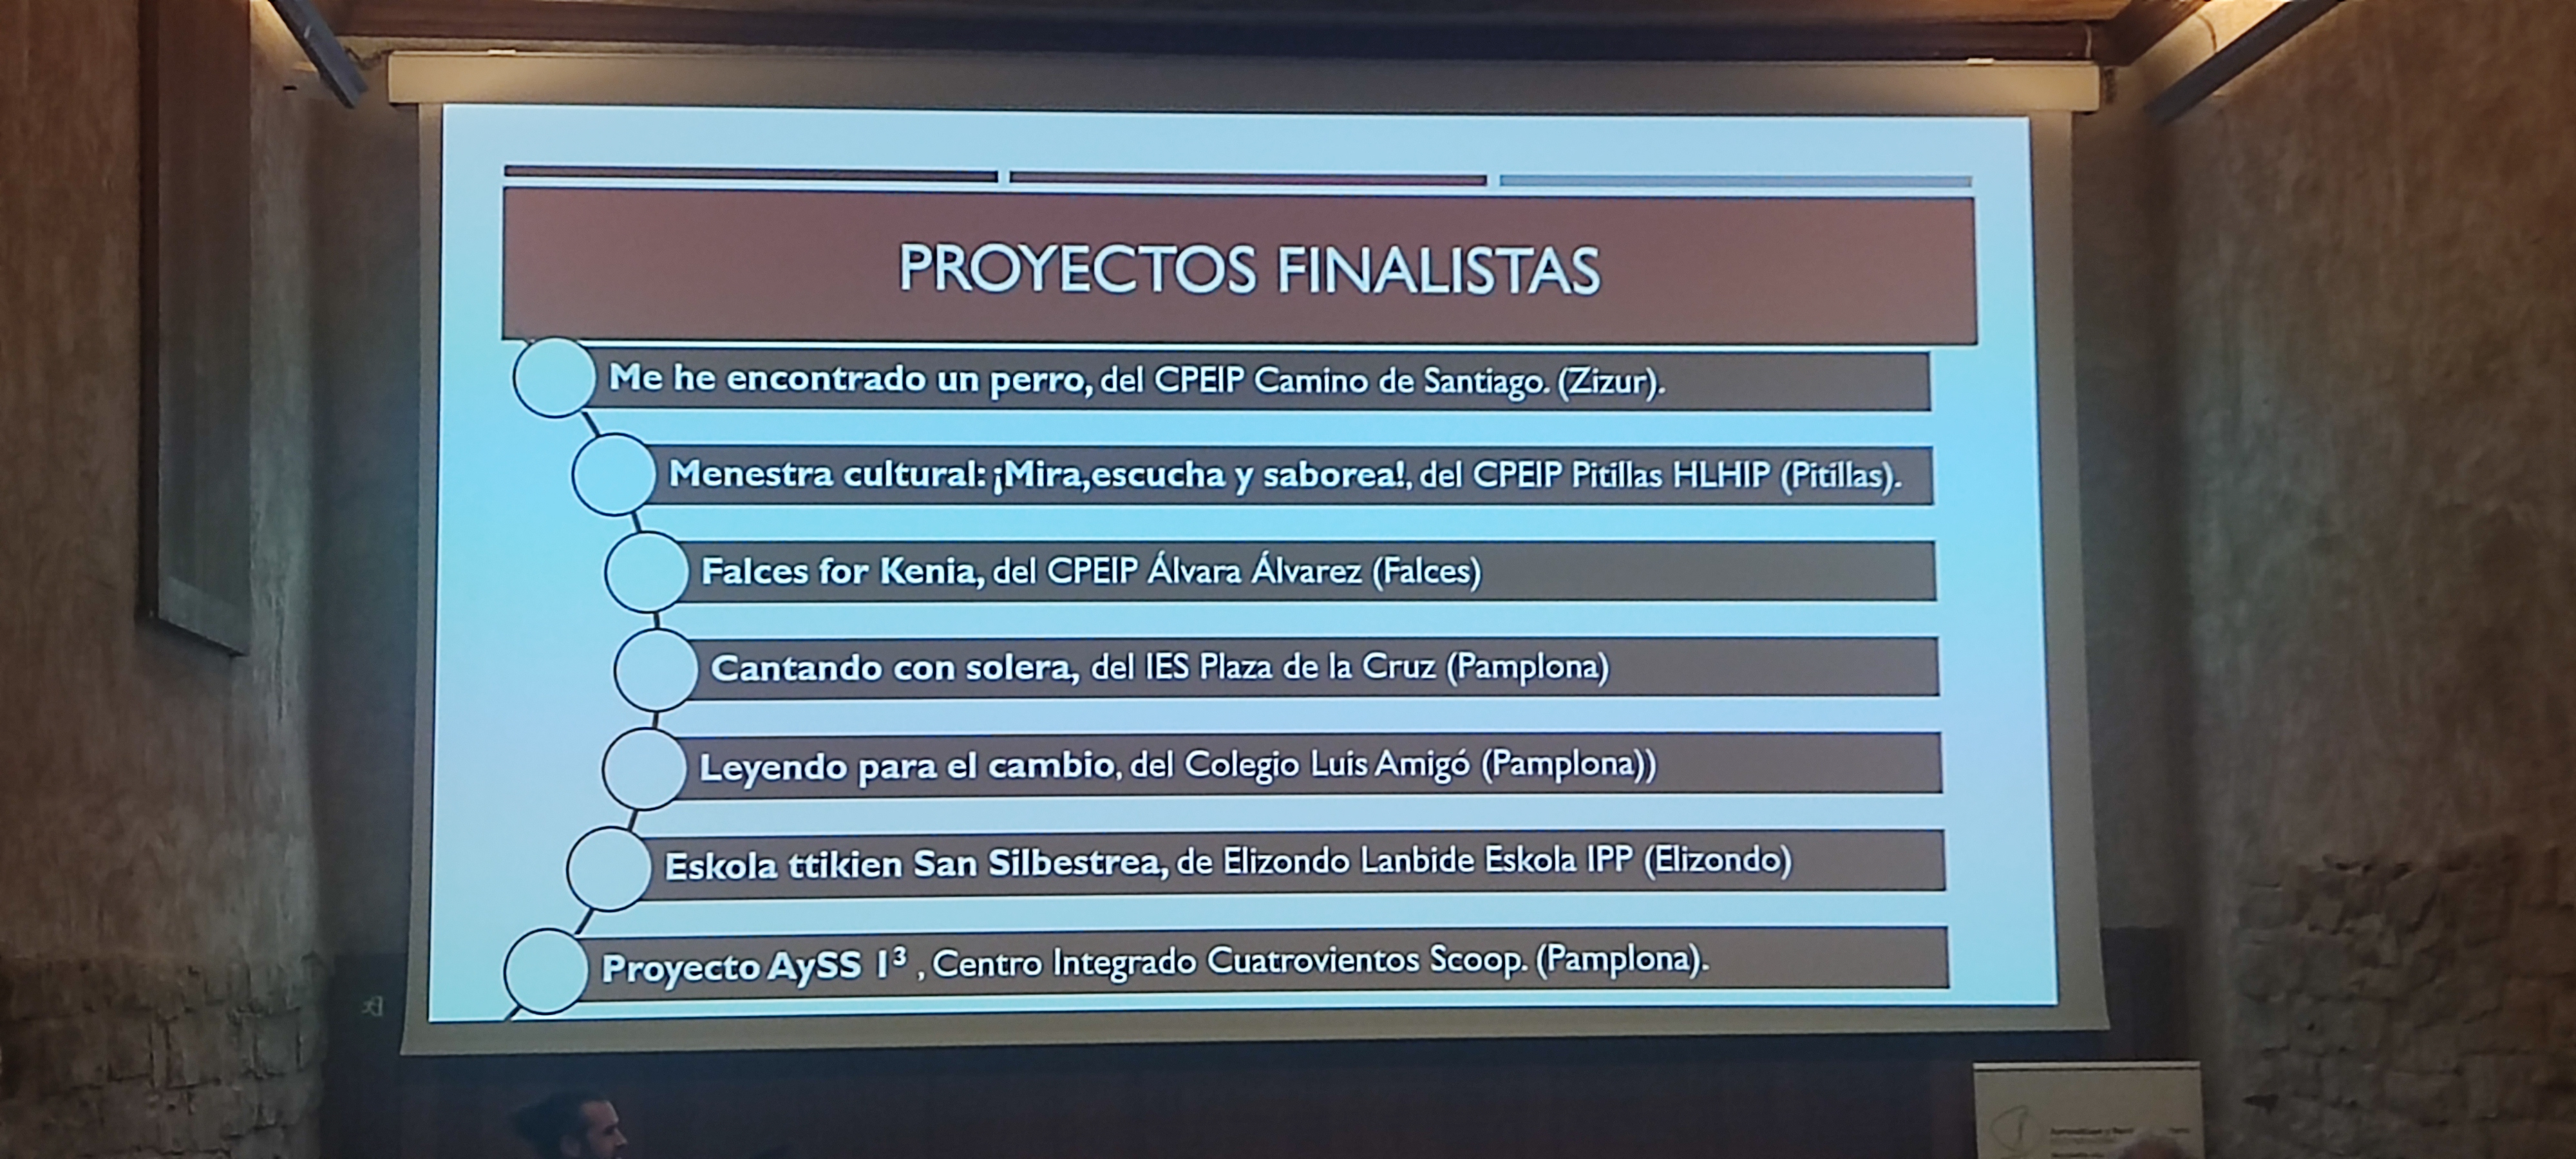 PROYECTOS FINALISTAS
Me he encontrado un perro, del CPEIP Camino de Santiago. (Zizur).
Menestra cultural: ¡Mira,escucha y saborea!, del CPEIP Pitillas HLHIP (Pitillas).
Falces for Kenia, del CPEIP Álvara Álvarez (Falces)
Cantando con solera, del IES Plaza de la Cruz (Pamplona)
Leyendo para el cambio, del Colegio Luis Amigó (Pamplona))
Eskola ttikien San Silbestrea, de Elizondo Lanbide Eskola IPP (Elizondo)
Proyecto AySS I³ , Centro Integrado Cuatrovientos Scoop. (Pamplona).